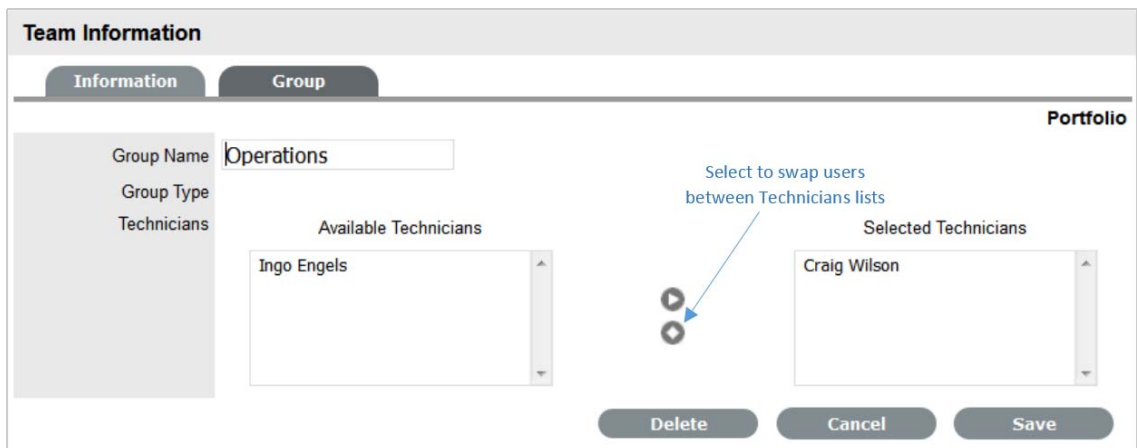 Team Information
Information
Group
Portfolio
Group Name
Operations
Group Type
Select to swap users
between Technicians lists
Technicians
Available Technicians
Selected Technicians
Ingo Engels
Craig Wilson
Delete
Cancel
Save